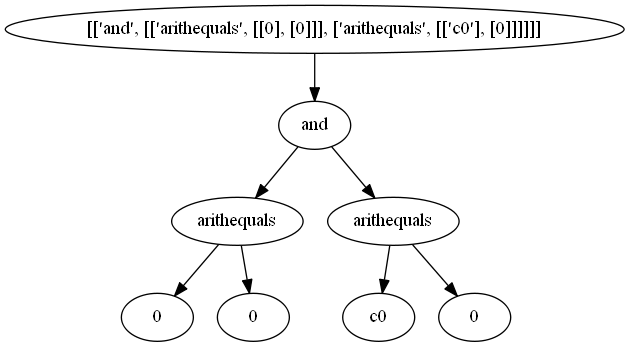 [['and', [['arithequals', [[0], [0]]], ['arithequals', [['c0'], [0]]]]]]
and
arithequals arithequals
0 0 c0 0